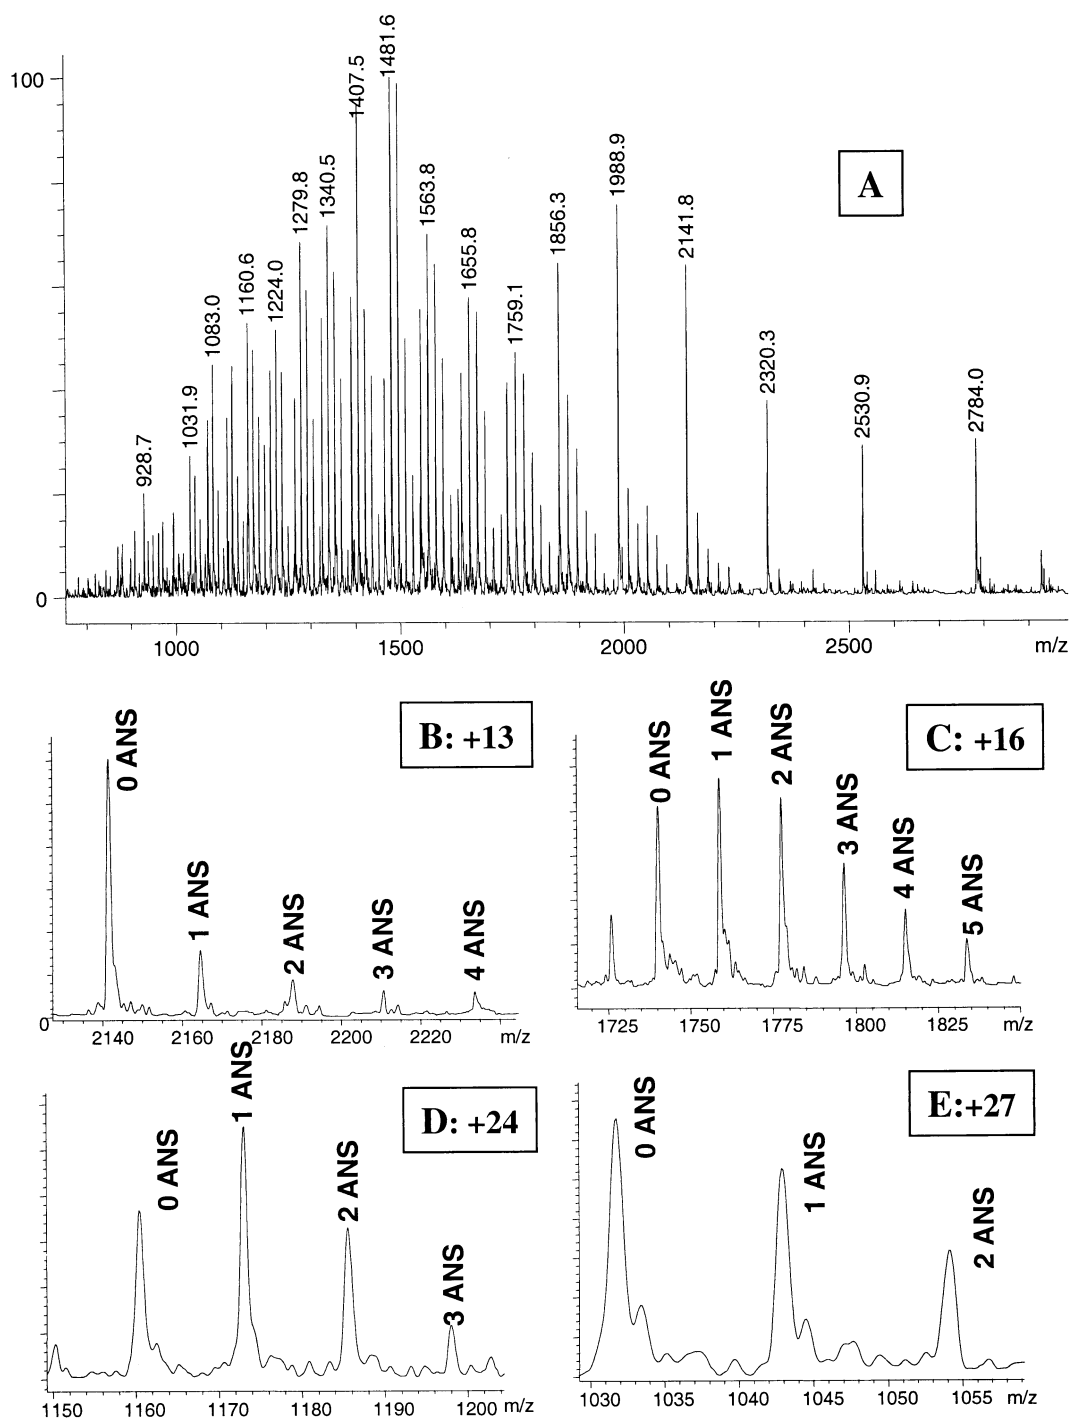 1481.6
1407.5
100
1988.9
A
1340.5
1279.8
1563.8
1856.3
2141.8
1655.8
1160.6
1224.0
1083.0
1759.1
2320.3
1031.9
2530.9
2784.0
928.7
0
1000 1500 2000 2500 m/z
B: +13
0 ANS
1 ANS
2 ANS
3 ANS
4 ANS
0
2140 2160 2180 2200 2220 m/z
C: +16
0 ANS
1 ANS
2 ANS
3 ANS
4 ANS
5 ANS
1725 1750 1775 1800 1825 m/z
D: +24
0 ANS
1 ANS
2 ANS
3 ANS
1150 1160 1170 1180 1190 1200 m/z
E:+27
0 ANS
1 ANS
2 ANS
1030 1035 1040 1045 1050 1055 m/z